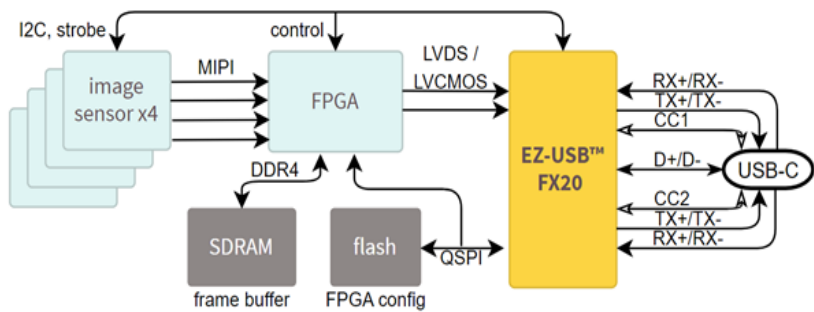 I2C, strobe
control
image
sensor x4
MIPI
FPGA
LVDS /
LVCMOS
EZ-USB™
FX20
RX+/RX-
TX+/TX-
CC1
D+/D-
USB-C
CC2
TX+/TX-
RX+/RX-
DDR4
SDRAM
flash
QSPI
frame buffer
FPGA config